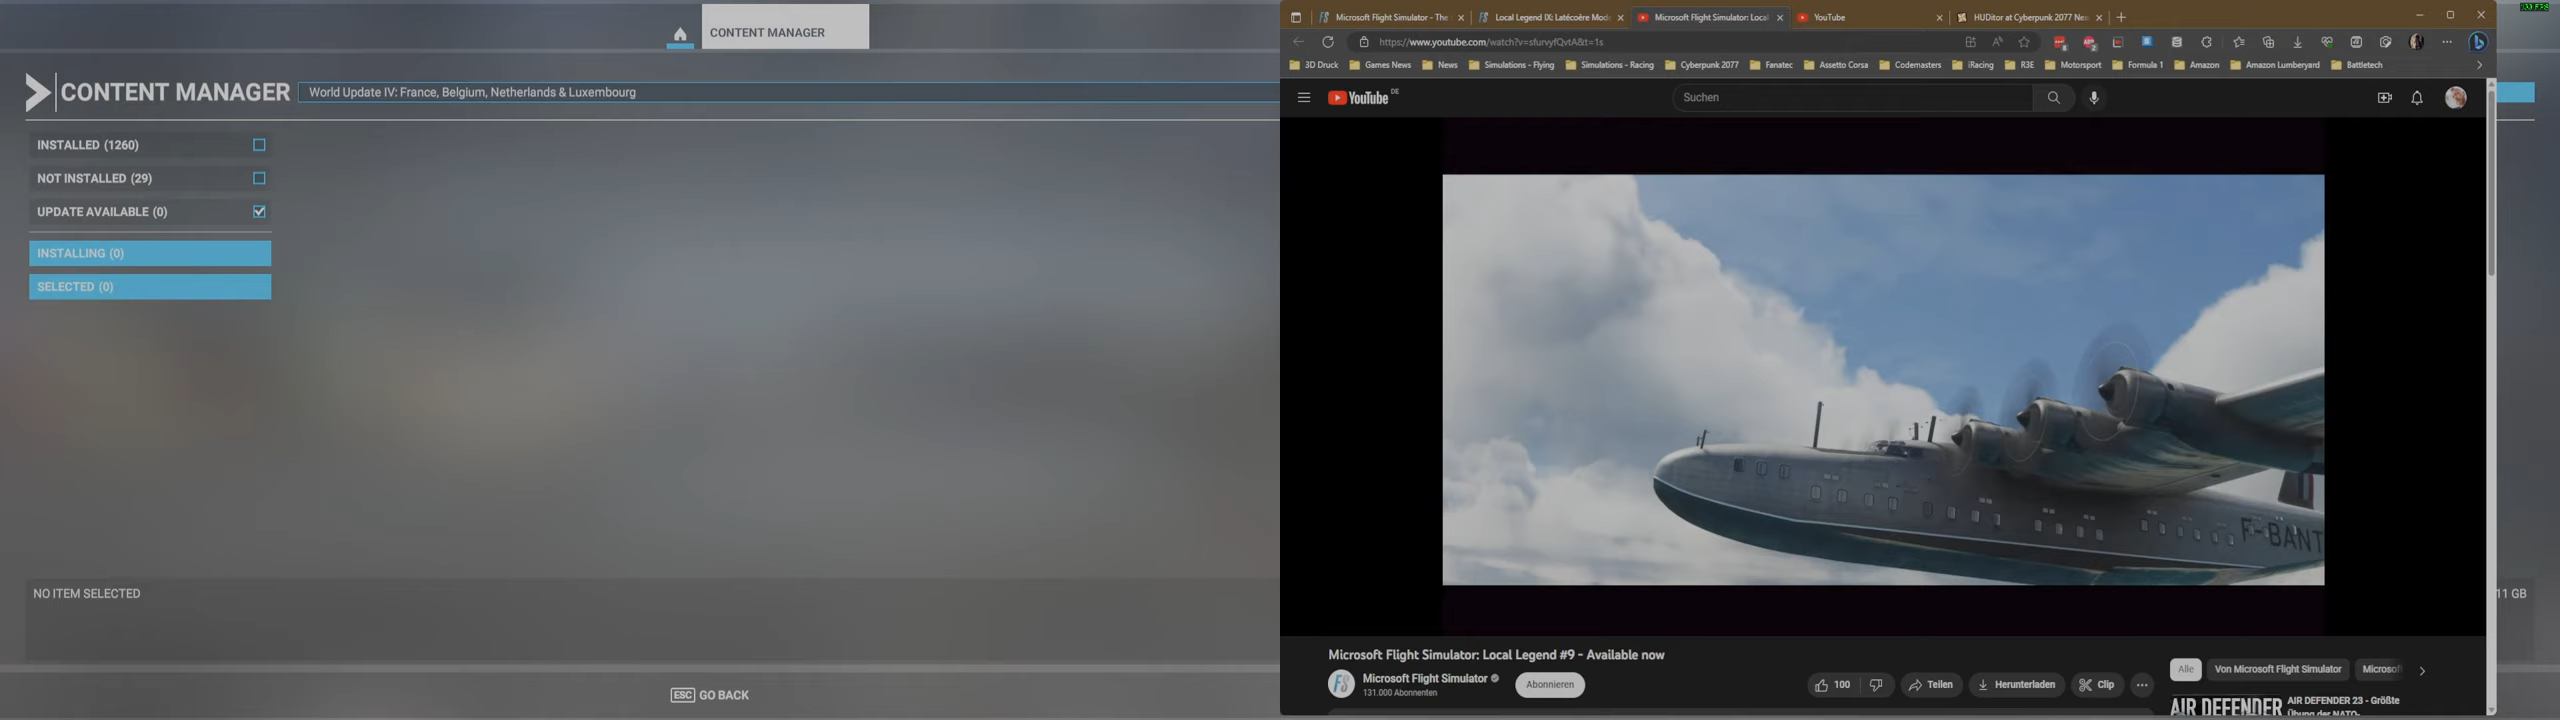 CONTENT MANAGER
CONTENT MANAGER
World Update IV: France, Belgium, Netherlands & Luxembourg
INSTALLED (1260)
NOT INSTALLED (29)
UPDATE AVAILABLE (0)
INSTALLING (0)
SELECTED (0)
NO ITEM SELECTED
11 GB
ESC GO BACK
Microsoft Flight Simulator - The
Local Legend IX: Latécoère Mod
Microsoft Flight Simulator: Local
YouTube
HUDitor at Cyberpunk 2077 Ne
https://www.youtube.com/watch?v=sfurvyfQvtA&t=1s
3D Druck
Games News
News
Simulations - Flying
Simulations - Racing
Cyberpunk 2077
Fanatec
Assetto Corsa
Codemasters
iRacing
R3E
Motorsport
Formula 1
Amazon
Amazon Lumberyard
Battletech
YouTube DE
Suchen
F-BANT
Microsoft Flight Simulator: Local Legend #9 - Available now
FS
Microsoft Flight Simulator
131.000 Abonnenten
Abonnieren
100
Teilen
Herunterladen
Clip
Alle
Von Microsoft Flight Simulator
Microsof
AIR DEFENDER
AIR DEFENDER 23 - Größte
Übung der NATO-